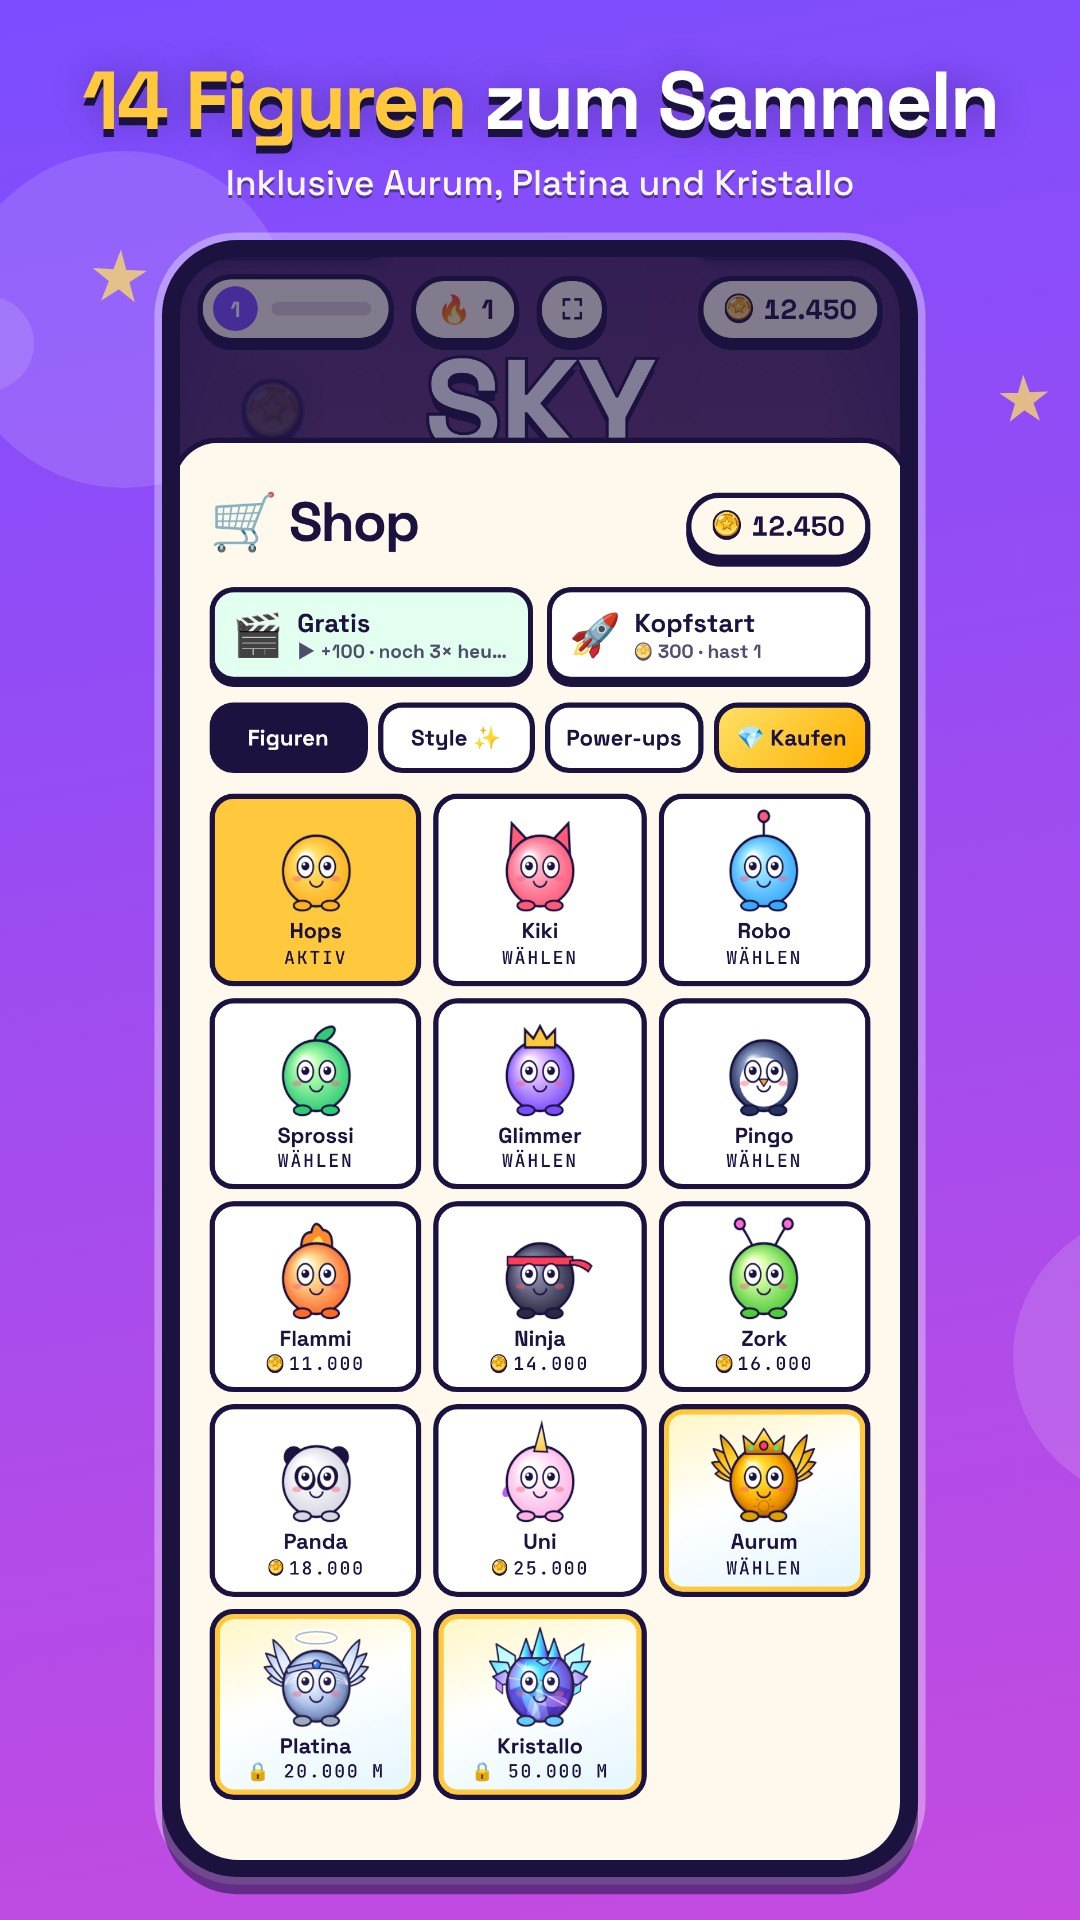 14 Figuren zum Sammeln
Inklusive Aurum, Platina und Kristallo
1
🔥 1
12.450
SKY
🛒 Shop
12.450
Gratis
▶ +100 · noch 3× heu...
Kopfstart
300 · hast 1
Figuren
Style ✨
Power-ups
💎 Kaufen
Hops
AKTIV
Kiki
WÄHLEN
Robo
WÄHLEN
Sprossi
WÄHLEN
Glimmer
WÄHLEN
Pingo
WÄHLEN
Flammi
11.000
Ninja
14.000
Zork
16.000
Panda
18.000
Uni
25.000
Aurum
WÄHLEN
Platina
🔒 20.000 M
Kristallo
🔒 50.000 M